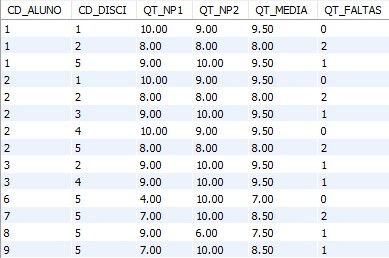 CD_ALUNO CD_DISCI QT_NP1 QT_NP2 QT_MEDIA QT_FALTAS
1 1 10.00 9.00 9.50 0
1 2 8.00 8.00 8.00 2
1 5 9.00 10.00 9.50 1
2 1 10.00 9.00 9.50 0
2 2 8.00 8.00 8.00 2
2 3 9.00 10.00 9.50 1
2 4 10.00 9.00 9.50 0
2 5 8.00 8.00 8.00 2
3 2 9.00 10.00 9.50 1
3 4 9.00 10.00 9.50 1
6 5 4.00 10.00 7.00 0
7 5 7.00 10.00 8.50 2
8 5 9.00 6.00 7.50 1
9 5 7.00 10.00 8.50 1